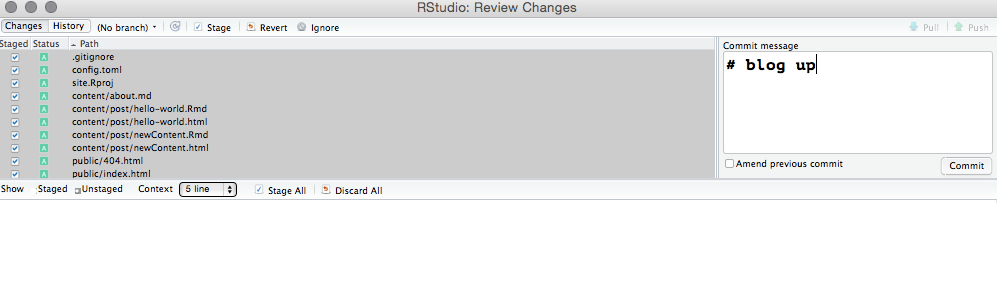 RStudio: Review Changes
Changes History (No branch) Stage Revert Ignore Pull Push
Staged Status Path
A .gitignore
A config.toml
A site.Rproj
A content/about.md
A content/post/hello-world.Rmd
A content/post/hello-world.html
A content/post/newContent.Rmd
A content/post/newContent.html
A public/404.html
A public/index.html
Commit message
# blog up
Amend previous commit Commit
Show Staged Unstaged Context 5 line Stage All Discard All